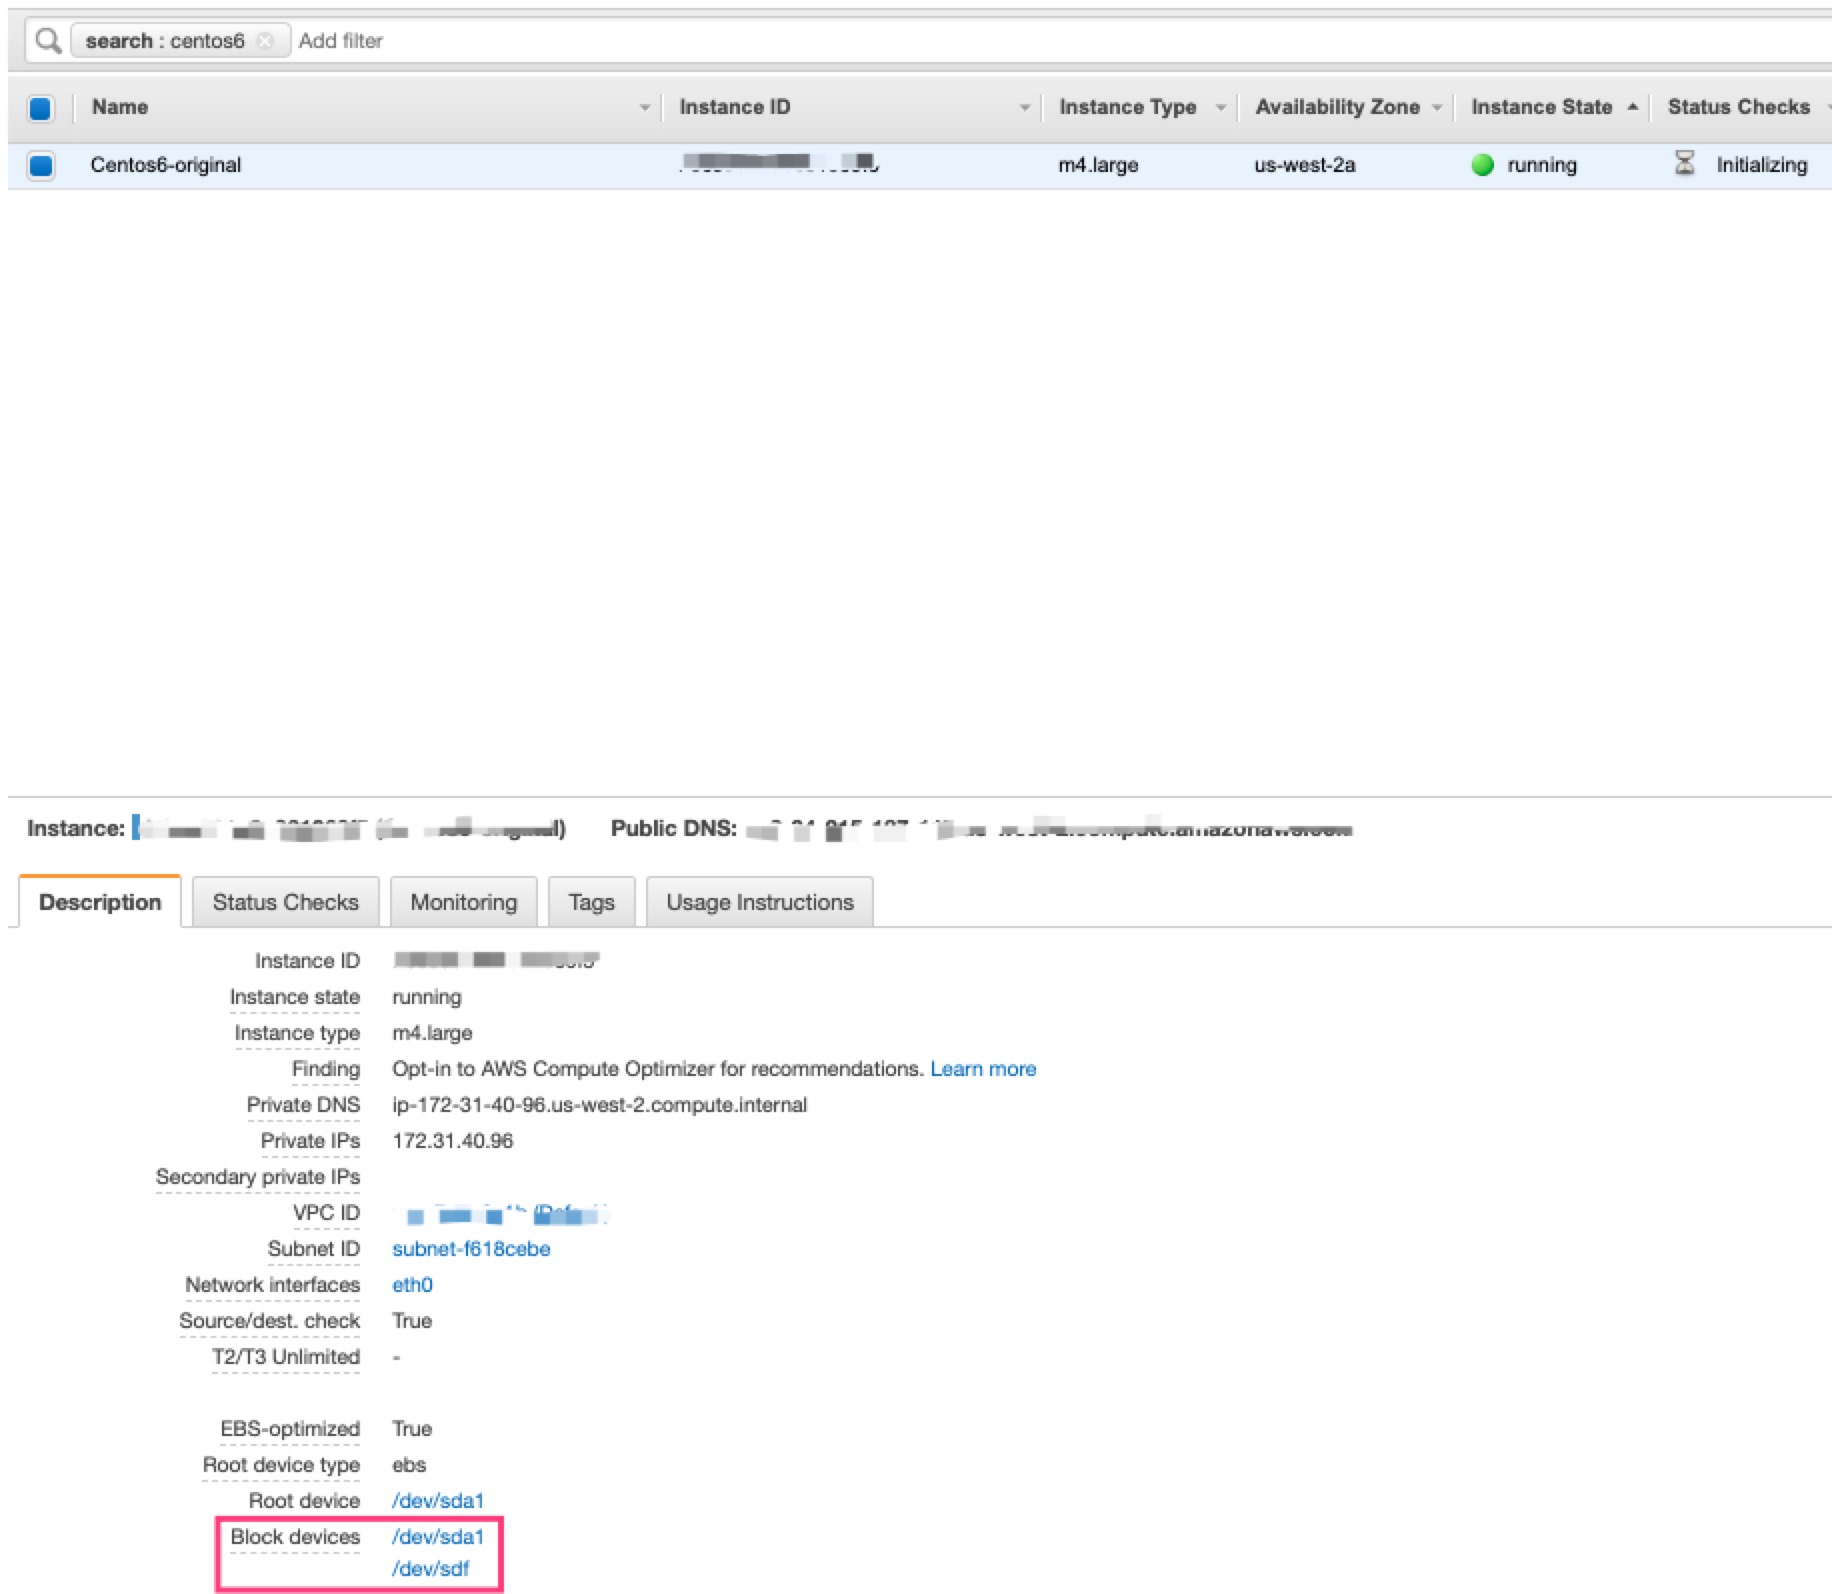 search : centos6 Add filter
Name Instance ID Instance Type Availability Zone Instance State Status Checks
Centos6-original m4.large us-west-2a running Initializing
Instance: Public DNS:
Description Status Checks Monitoring Tags Usage Instructions
Instance ID
Instance state running
Instance type m4.large
Finding Opt-in to AWS Compute Optimizer for recommendations. Learn more
Private DNS ip-172-31-40-96.us-west-2.compute.internal
Private IPs 172.31.40.96
Secondary private IPs
VPC ID
Subnet ID subnet-f618cebe
Network interfaces eth0
Source/dest. check True
T2/T3 Unlimited -
EBS-optimized True
Root device type ebs
Root device /dev/sda1
Block devices /dev/sda1
/dev/sdf